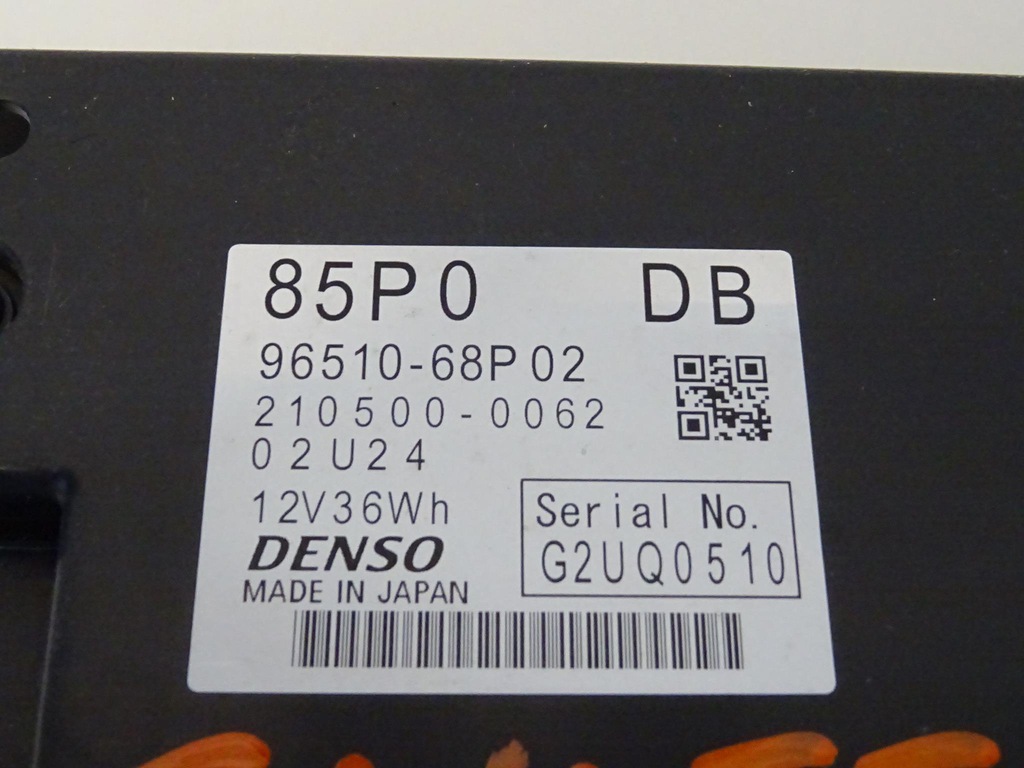 85P0 DB
96510-68P02
210500-0062
02U24
12V36Wh
Serial No.
G2UQ0510
DENSO
MADE IN JAPAN